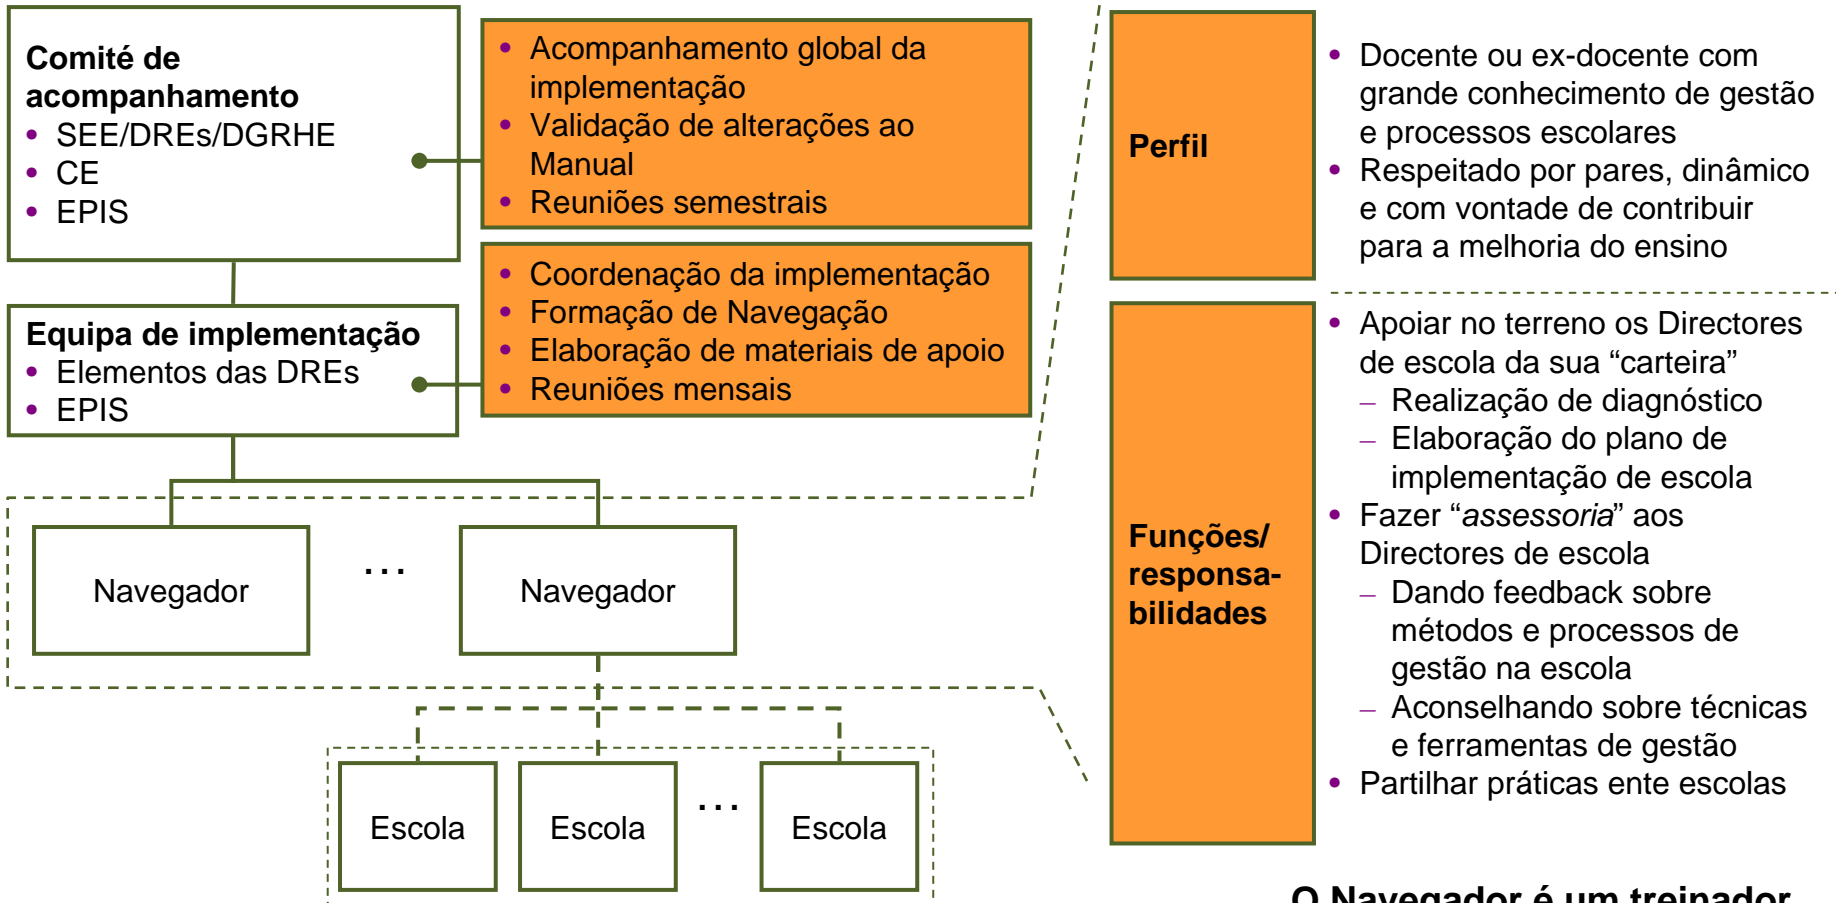 Comité de
acompanhamento
• SEE/DREs/DGRHE
• CE
• EPIS
• Acompanhamento global da
implementação
• Validação de alterações ao
Manual
• Reuniões semestrais
Equipa de implementação
• Elementos das DREs
• EPIS
• Coordenação da implementação
• Formação de Navegação
• Elaboração de materiais de apoio
• Reuniões mensais
Navegador
...
Navegador
Escola
Escola
...
Escola
Perfil
• Docente ou ex-docente com
grande conhecimento de gestão
e processos escolares
• Respeitado por pares, dinâmico
e com vontade de contribuir
para a melhoria do ensino
Funções/
responsa-
bilidades
• Apoiar no terreno os Directores
de escola da sua “carteira”
– Realização de diagnóstico
– Elaboração do plano de
implementação de escola
• Fazer “assessoria” aos
Directores de escola
– Dando feedback sobre
métodos e processos de
gestão na escola
– Aconselhando sobre técnicas
e ferramentas de gestão
• Partilhar práticas ente escolas
O Navegador é um treinador